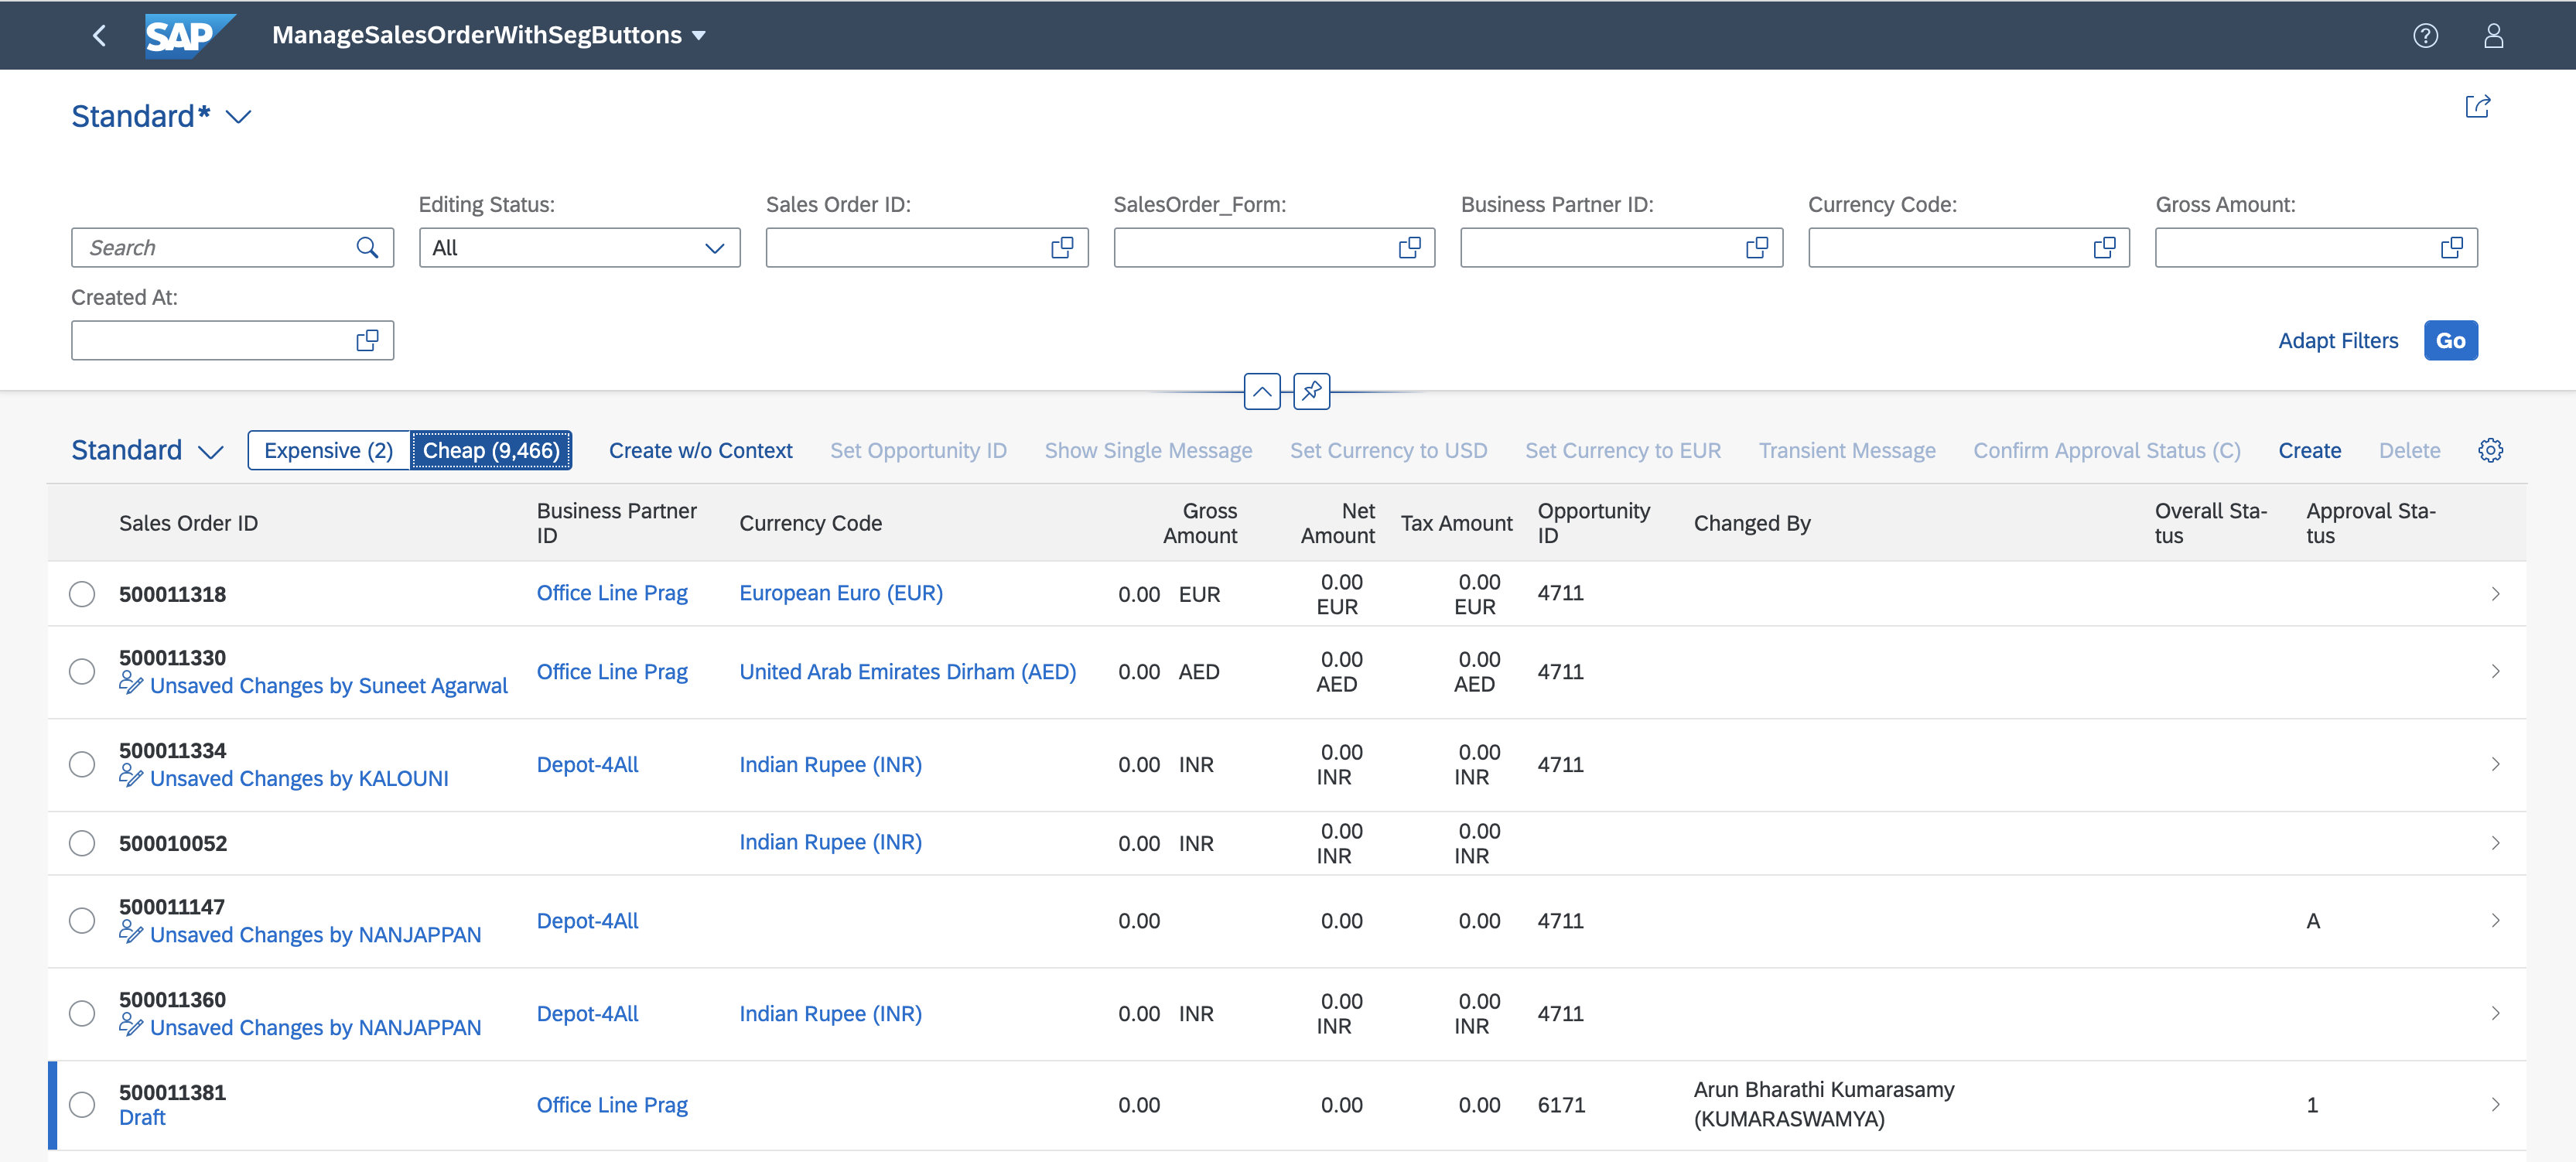 SAP ManageSalesOrderWithSegButtons
Standard*
Editing Status: Sales Order ID: SalesOrder_Form: Business Partner ID: Currency Code: Gross Amount:
Search All
Created At:
Adapt Filters Go
Standard Expensive (2) Cheap (9,466) Create w/o Context Set Opportunity ID Show Single Message Set Currency to USD Set Currency to EUR Transient Message Confirm Approval Status (C) Create Delete
Sales Order ID Business Partner ID Currency Code Gross Amount Net Amount Tax Amount Opportunity ID Changed By Overall Sta-tus Approval Sta-tus
500011318 Office Line Prag European Euro (EUR) 0.00 EUR 0.00 EUR 0.00 EUR 4711
500011330
Unsaved Changes by Suneet Agarwal Office Line Prag United Arab Emirates Dirham (AED) 0.00 AED 0.00 AED 0.00 AED 4711
500011334
Unsaved Changes by KALOUNI Depot-4All Indian Rupee (INR) 0.00 INR 0.00 INR 0.00 INR 4711
500010052 Indian Rupee (INR) 0.00 INR 0.00 INR 0.00 INR
500011147
Unsaved Changes by NANJAPPAN Depot-4All 0.00 0.00 0.00 4711 A
500011360
Unsaved Changes by NANJAPPAN Depot-4All Indian Rupee (INR) 0.00 INR 0.00 INR 0.00 INR 4711
500011381
Draft Office Line Prag 0.00 0.00 0.00 6171 Arun Bharathi Kumarasamy (KUMARASWAMYA) 1